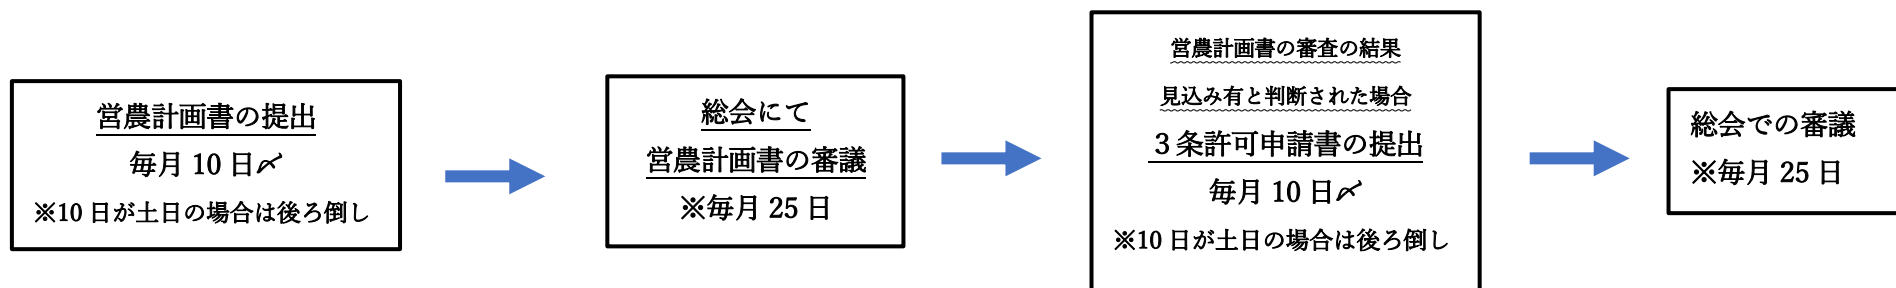 営農計画書の提出
毎月 10 日〆
※10 日が土日の場合は後ろ倒し
総会にて
営農計画書の審議
※毎月 25 日
営農計画書の審査の結果
見込み有と判断された場合
３条許可申請書の提出
毎月 10 日〆
※10 日が土日の場合は後ろ倒し
総会での審議
※毎月 25 日